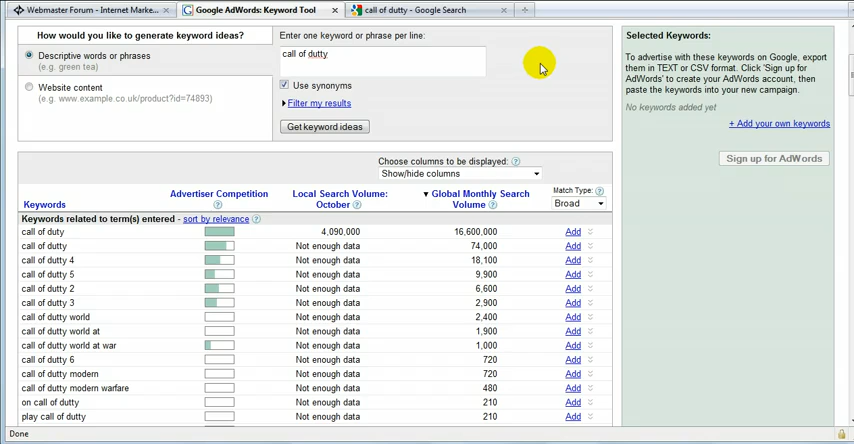 Webmaster Forum - Internet Marke...
Google AdWords: Keyword Tool
call of dutty - Google Search
How would you like to generate keyword ideas?
Descriptive words or phrases
(e.g. green tea)
Website content
(e.g. www.example.co.uk/product?id=74893)
Enter one keyword or phrase per line:
call of dutty
Use synonyms
Filter my results
Get keyword ideas
Selected Keywords:
To advertise with these keywords on Google, export
them in TEXT or CSV format. Click 'Sign up for
AdWords' to create your AdWords account, then
paste the keywords into your new campaign.
No keywords added yet
+ Add your own keywords
Sign up for AdWords
Choose columns to be displayed: ?
Show/hide columns
Keywords
Advertiser Competition ?
Local Search Volume: October ?
Global Monthly Search Volume ?
Match Type: ?
Broad
Keywords related to term(s) entered - sort by relevance ?
call of duty 4,090,000 16,600,000 Add
call of dutty Not enough data 74,000 Add
call of dutty 4 Not enough data 18,100 Add
call of dutty 5 Not enough data 9,900 Add
call of dutty 2 Not enough data 6,600 Add
call of dutty 3 Not enough data 2,900 Add
call of dutty world Not enough data 2,400 Add
call of dutty world at Not enough data 1,900 Add
call of dutty world at war Not enough data 1,000 Add
call of dutty 6 Not enough data 720 Add
call of dutty modern Not enough data 720 Add
call of dutty modern warfare Not enough data 480 Add
on call of dutty Not enough data 210 Add
play call of dutty Not enough data 210 Add
Done